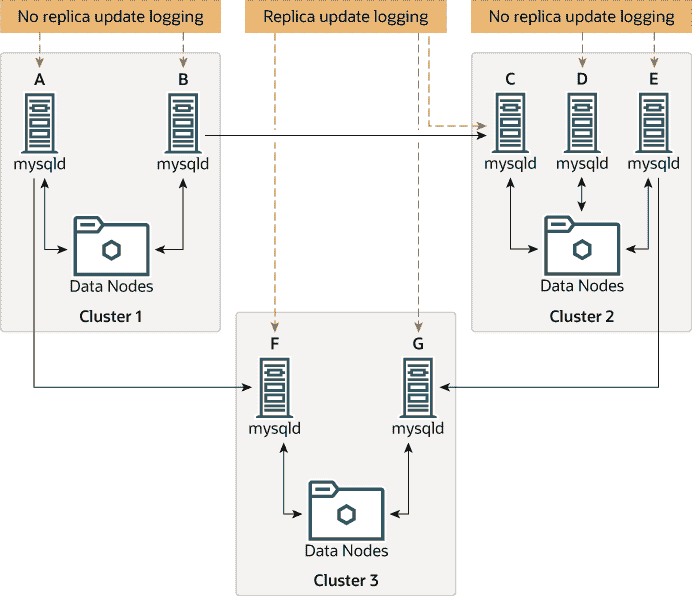 No replica update logging
Replica update logging
No replica update logging
A
B
C
D
E
mysqld
mysqld
mysqld
mysqld
mysqld
Data Nodes
Data Nodes
Cluster 1
Cluster 2
F
G
mysqld
mysqld
Data Nodes
Cluster 3